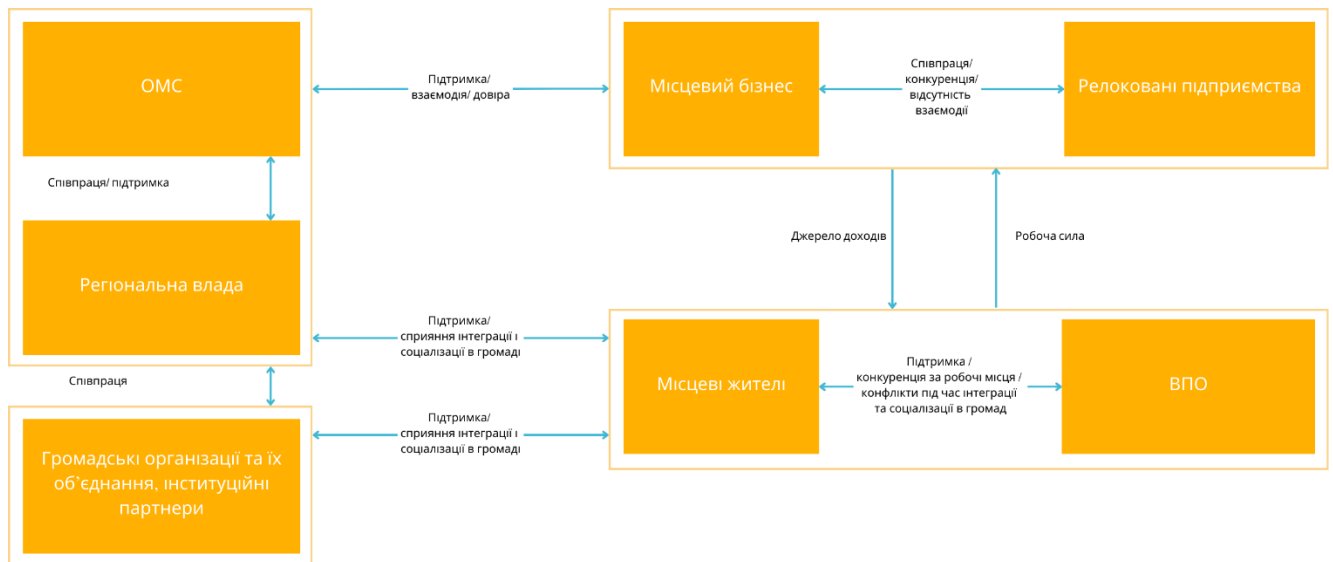 ОМС
Підтримка/
взаємодія/ довіра
Місцевий бізнес
Співпраця/
конкуренція/
відсутність
взаємодії
Релоковані підприємства
Співпраця/ підтримка
Джерело доходів
Робоча сила
Регіональна влада
Підтримка/
сприяння інтеграції і
соціалізації в громаді
Місцеві жителі
Підтримка /
конкуренція за робочі місця /
конфлікти під час інтеграції
та соціалізації в громад
ВПО
Співпраця
Підтримка/
сприяння інтеграції і
соціалізації в громаді
Громадські організації та їх
об’єднання, інституційні
партнери